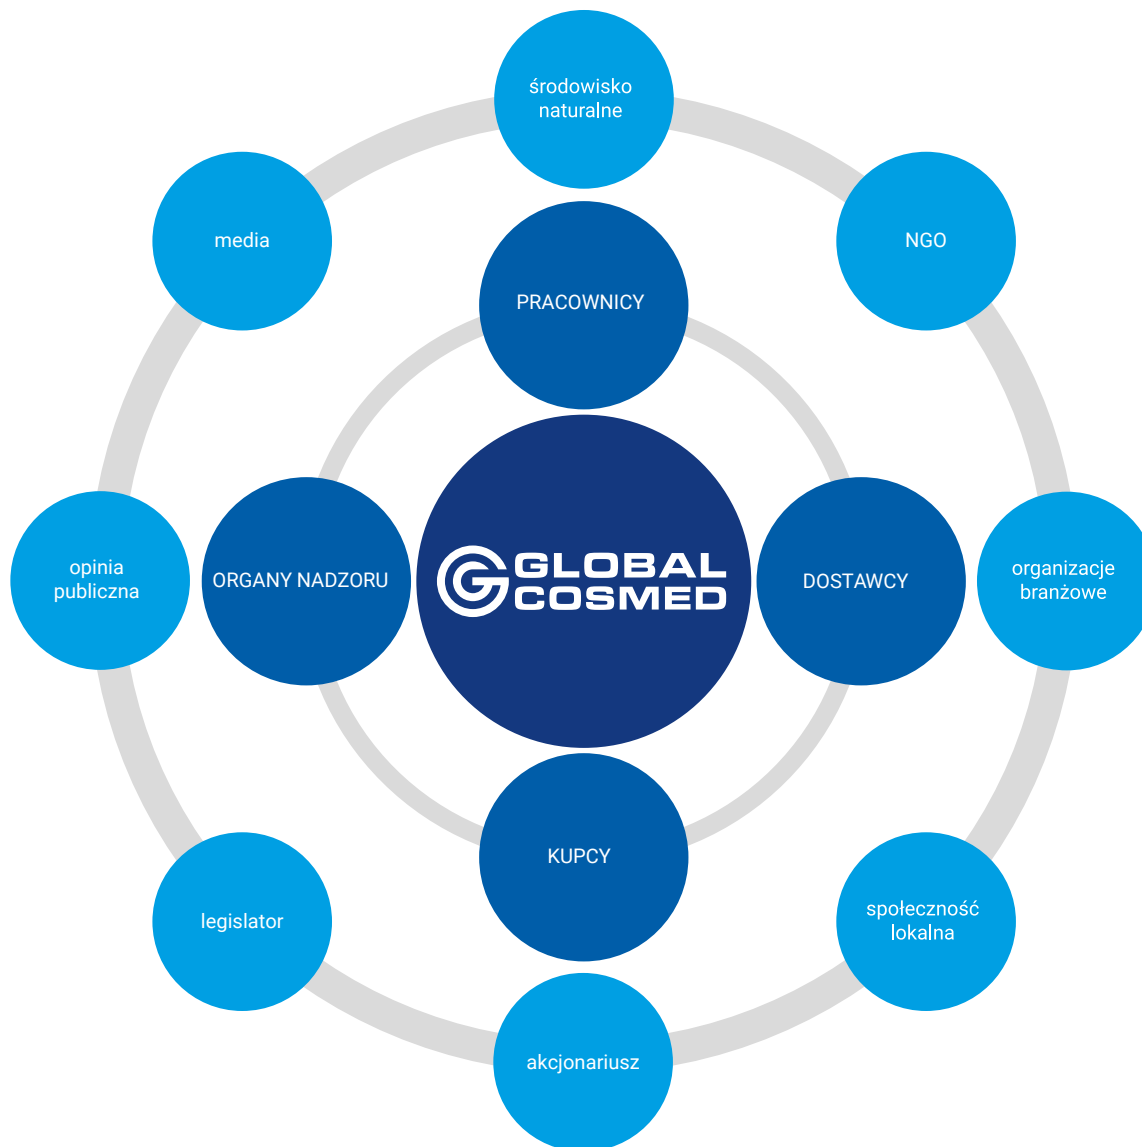 środowisko
naturalne
media
NGO
PRACOWNICY
opinia
publiczna
ORGANY NADZORU
GLOBAL
COSMED
DOSTAWCY
organizacje
branżowe
KUPCY
legislator
społeczność
lokalna
akcjonariusz